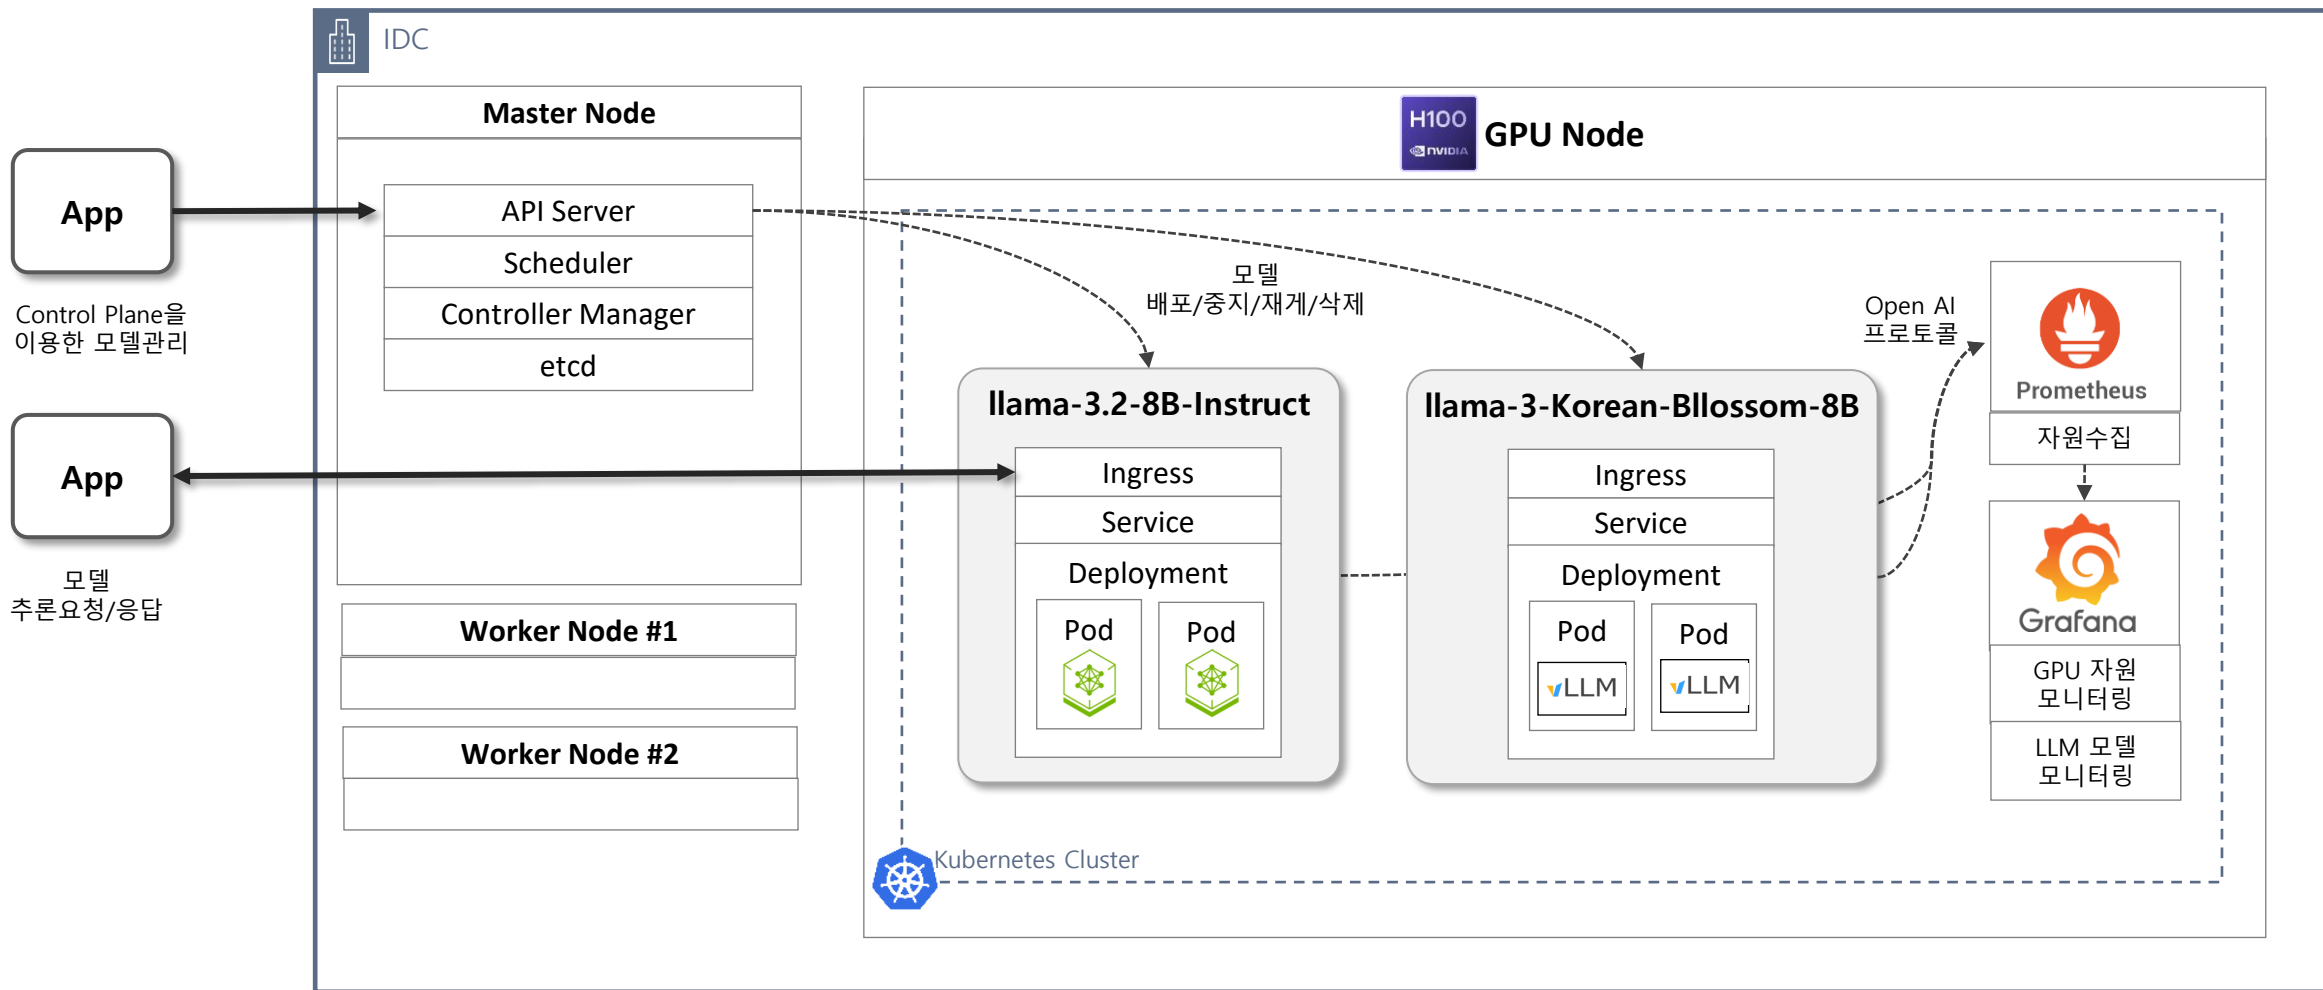 IDC
Master Node
API Server
Scheduler
Controller Manager
etcd
App
Control Plane을
이용한 모델관리
App
모델
추론요청/응답
Worker Node #1
Worker Node #2
H100
NVIDIA
GPU Node
모델
배포/중지/재게/삭제
Open AI
프로토콜
llama-3.2-8B-Instruct
Ingress
Service
Deployment
Pod
Pod
llama-3-Korean-Bllossom-8B
Ingress
Service
Deployment
Pod
vLLM
Pod
vLLM
Prometheus
자원수집
Grafana
GPU 자원
모니터링
LLM 모델
모니터링
Kubernetes Cluster